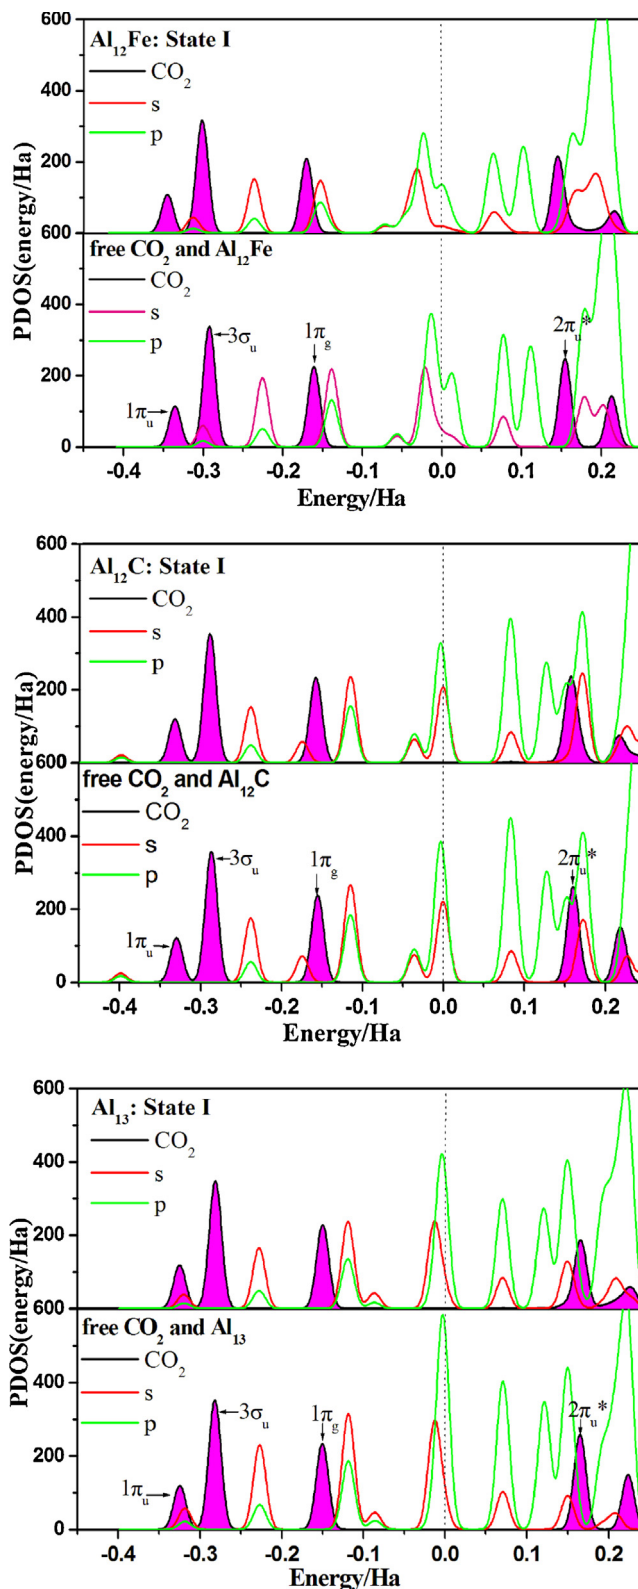 600
Al₁₂Fe: State I
CO₂
s
p
400
200
600
free CO₂ and Al₁₂Fe
CO₂
s
p
400
200
0
3σᵤ
1π_g
2πᵤ*
1πᵤ
PDOS(energy/Ha)
-0.4 -0.3 -0.2 -0.1 0.0 0.1 0.2
Energy/Ha
600
Al₁₂C: State I
CO₂
s
p
400
200
600
free CO₂ and Al₁₂C
CO₂
s
p
400
200
0
3σᵤ
1π_g
2πᵤ*
1πᵤ
PDOS(energy/Ha)
-0.4 -0.3 -0.2 -0.1 0.0 0.1 0.2
Energy/Ha
600
Al₁₃: State I
CO₂
s
p
400
200
600
free CO₂ and Al₁₃
CO₂
s
p
400
200
0
3σᵤ
1π_g
2πᵤ*
1πᵤ
PDOS(energy/Ha)
-0.4 -0.3 -0.2 -0.1 0.0 0.1 0.2
Energy/Ha